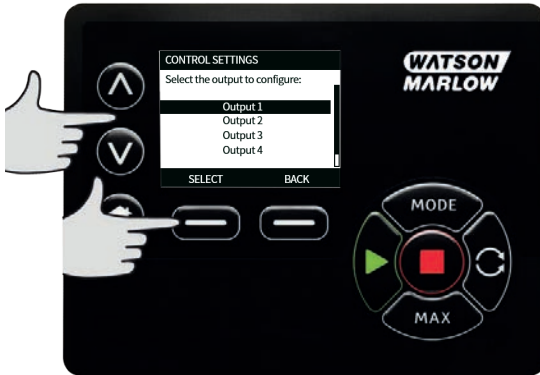 CONTROL SETTINGS
Select the output to configure:
Output 1
Output 2
Output 3
Output 4
SELECT BACK
WATSON
MARLOW
MODE
MAX